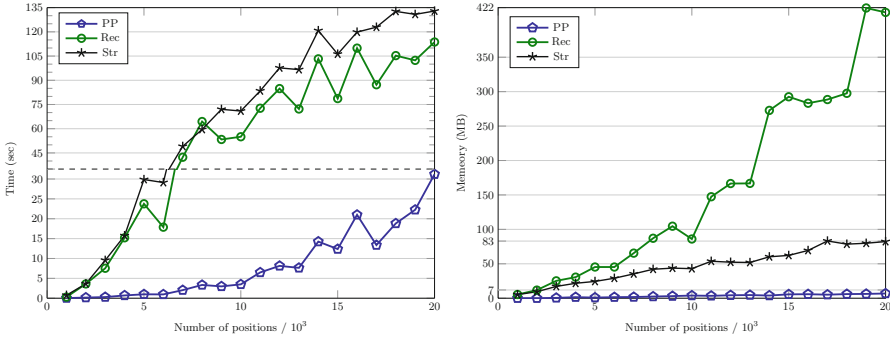 135
120
105
90
75
60
45
30
25
20
15
10
5
0
Time (sec)
PP
Rec
Str
0 5 10 15 20
Number of positions / 10³
422
350
300
250
200
150
100
83
50
7
0
Memeory (MB)
PP
Rec
Str
0 5 10 15 20
Number of positions / 10³